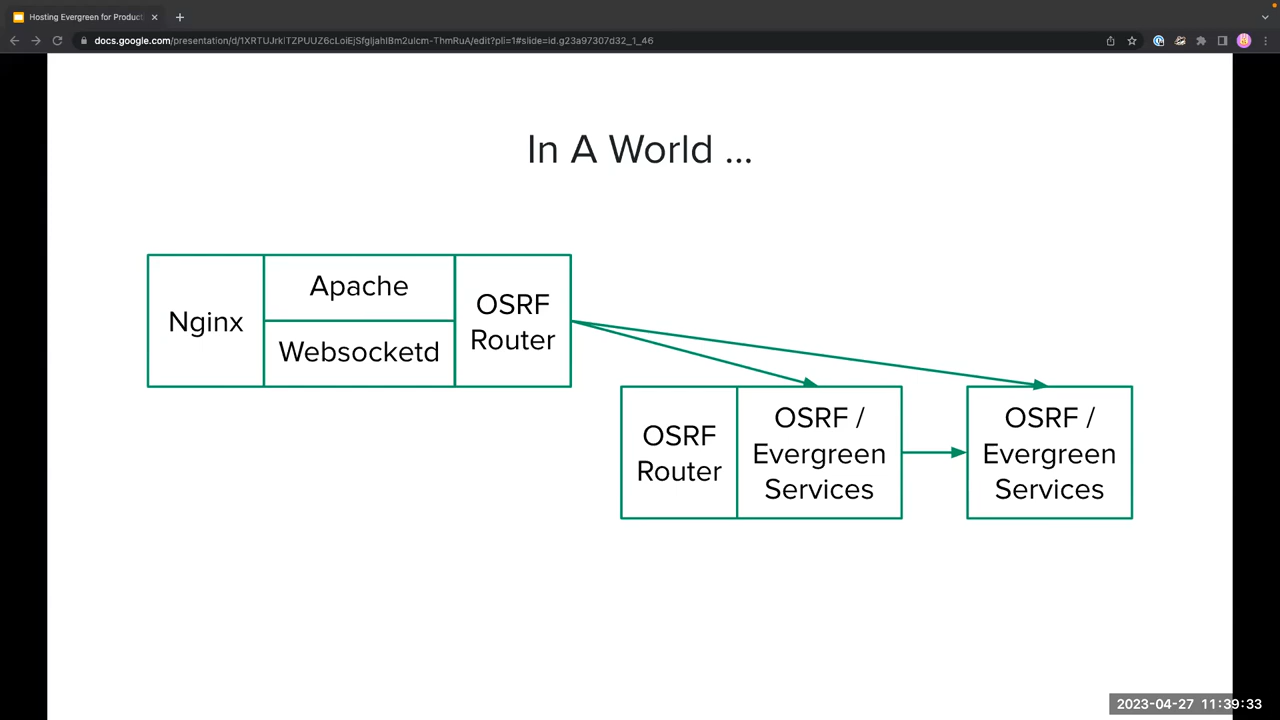 Hosting Evergreen for Product
docs.google.com/presentation/d/1XRTUJrkITZPUUZ6cLoiEjSfgIjahIBm2uIcm-ThmRuA/edit?pli=1#slide=id.g23a97307d32_1_46
In A World ...
Nginx
Apache
Websocketd
OSRF
Router
OSRF
Router
OSRF /
Evergreen
Services
OSRF /
Evergreen
Services
2023-04-27 11:39:33